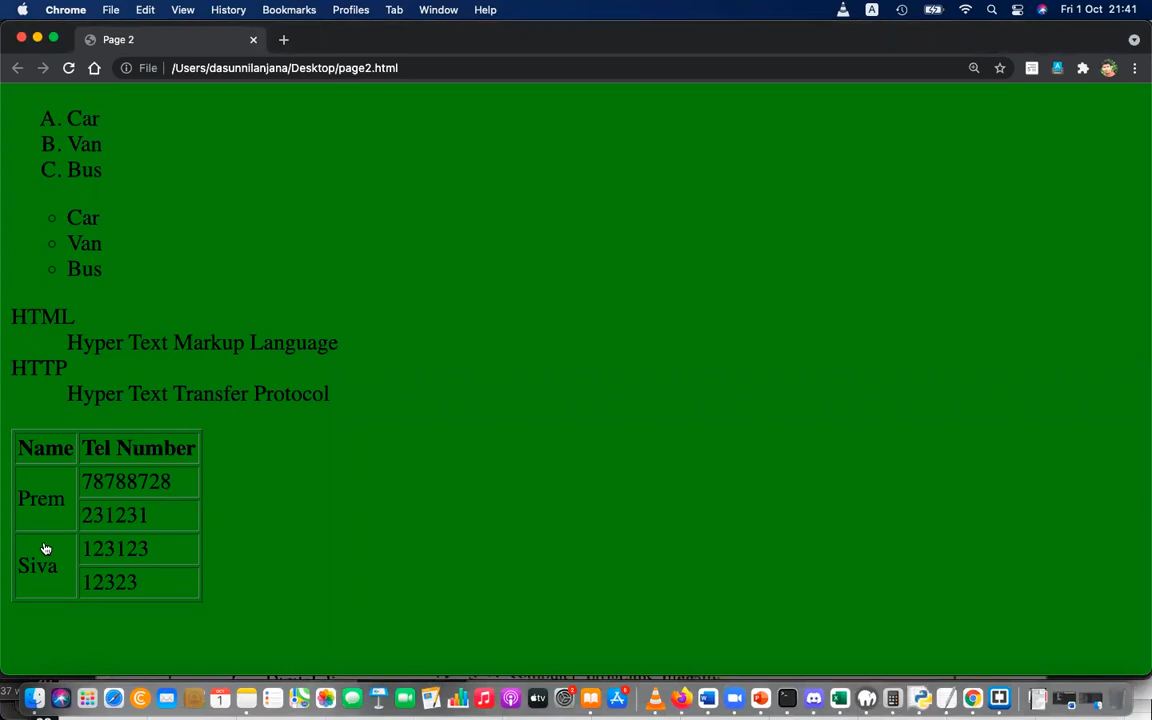 Chrome File Edit View History Bookmarks Profiles Tab Window Help
A
Fri 1 Oct 21:41
Page 2
File /Users/dasunnilanjana/Desktop/page2.html
A. Car
B. Van
C. Bus
Car
Van
Bus
HTML
Hyper Text Markup Language
HTTP
Hyper Text Transfer Protocol
Name Tel Number
Prem 78788728
231231
Siva 123123
12323